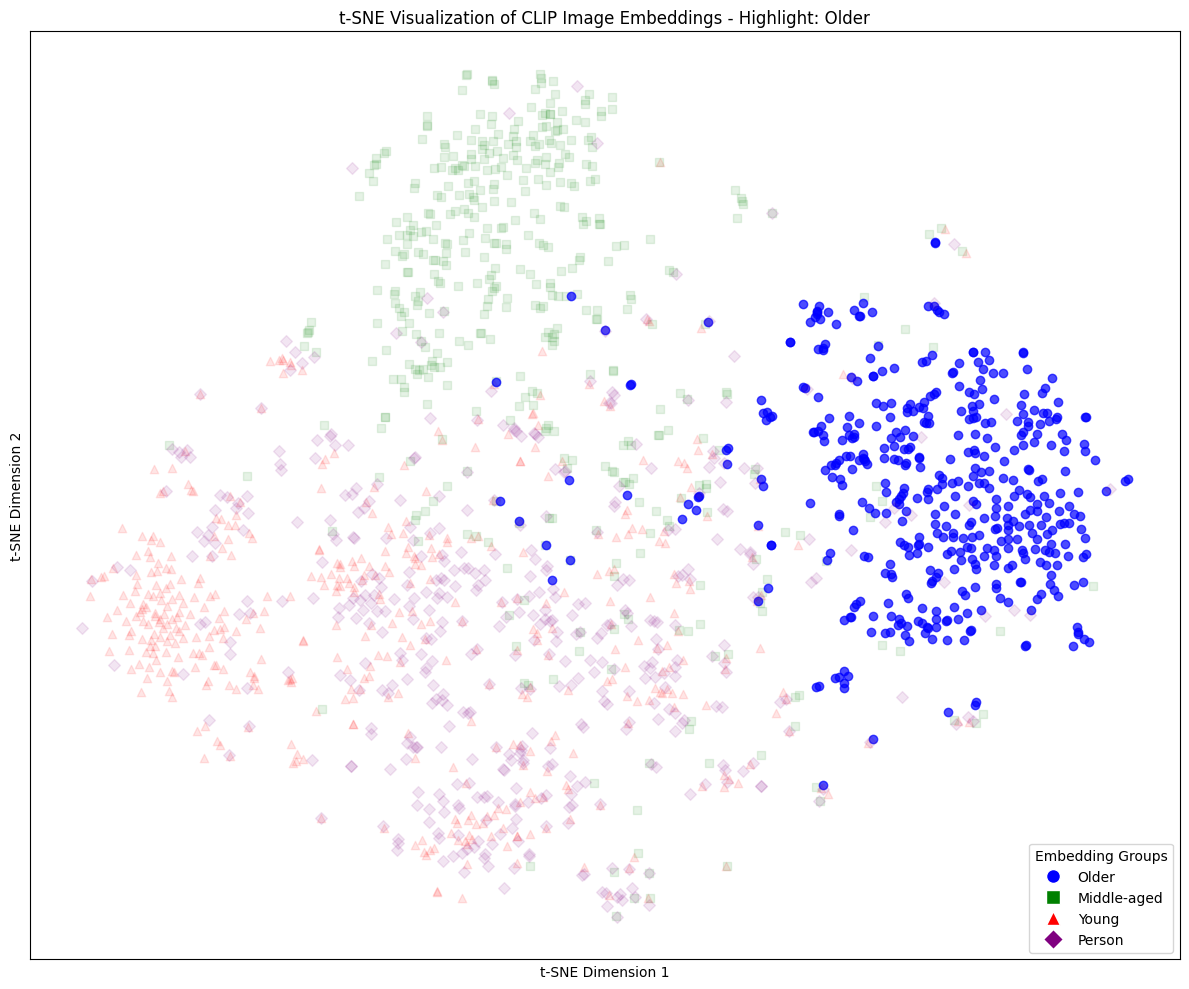 t-SNE Visualization of CLIP Image Embeddings - Highlight: Older
t-SNE Dimension 2
Embedding Groups
Older
Middle-aged
Young
Person
t-SNE Dimension 1